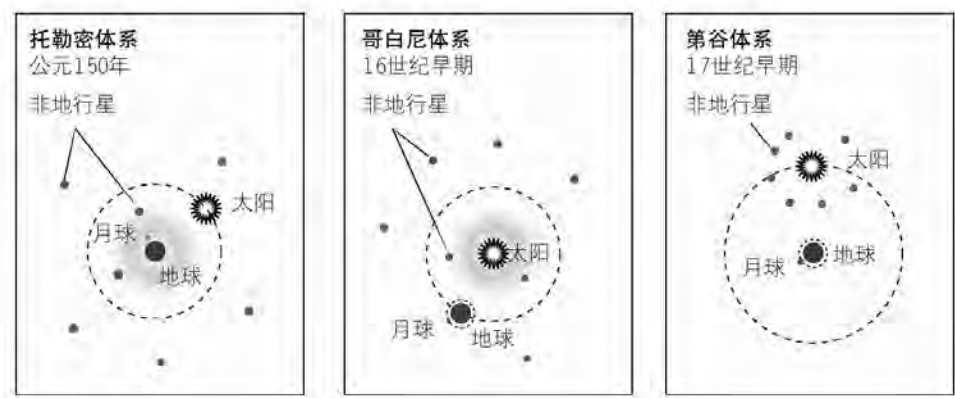 托勒密体系
公元150年
非地行星
太阳
月球
地球
哥白尼体系
16世纪早期
非地行星
太阳
月球
地球
第谷体系
17世纪早期
非地行星
太阳
月球
地球